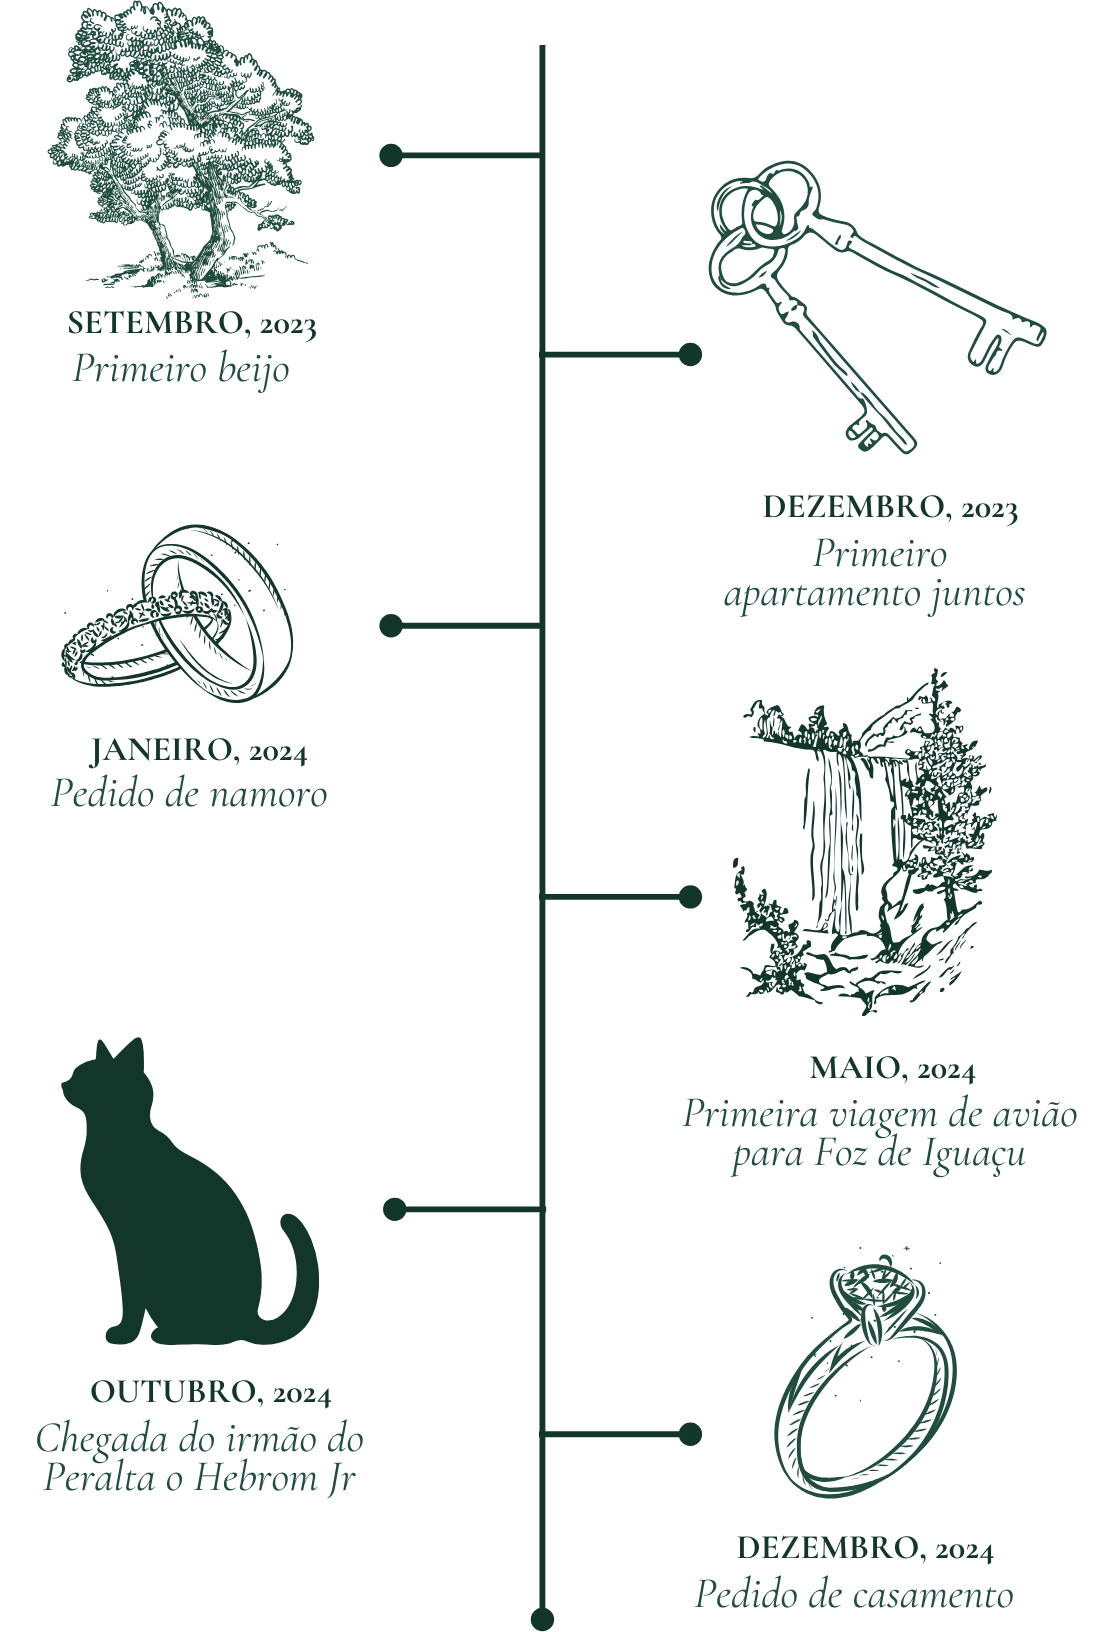 SETEMBRO, 2023
Primeiro beijo
DEZEMBRO, 2023
Primeiro
apartamento juntos
JANEIRO, 2024
Pedido de namoro
MAIO, 2024
Primeira viagem de avião
para Foz de Iguaçu
OUTUBRO, 2024
Chegada do irmão do
Peralta o Hebrom Jr
DEZEMBRO, 2024
Pedido de casamento